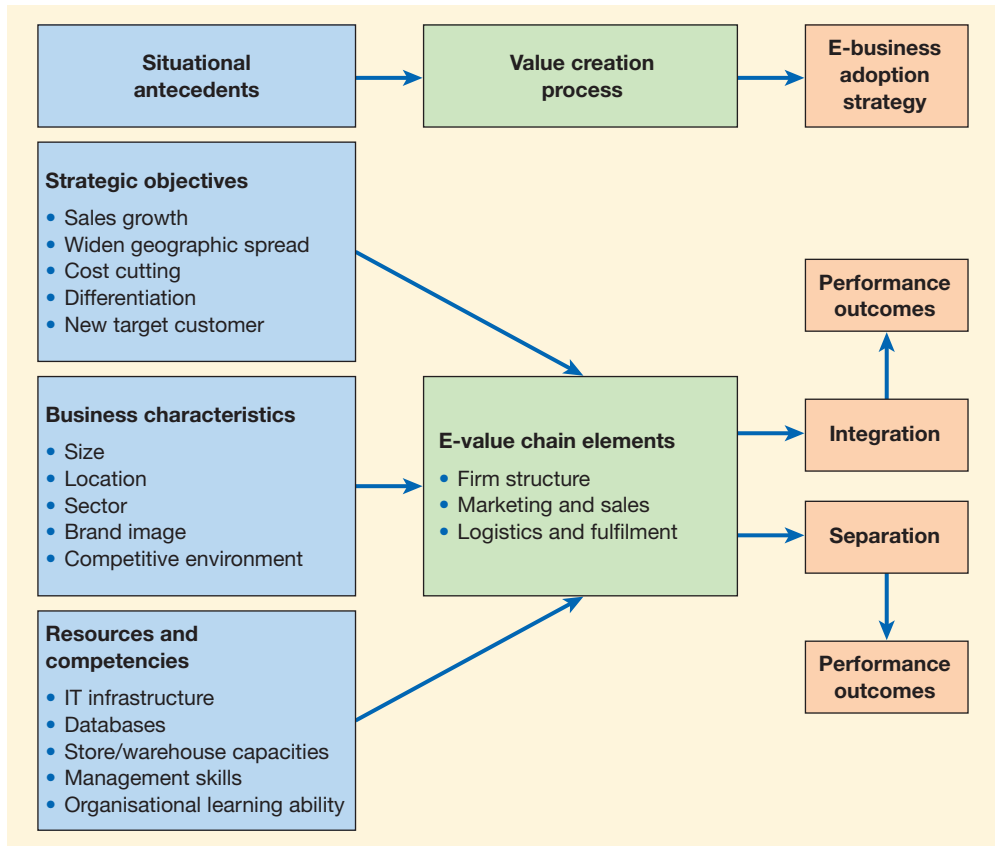 Situational
antecedents
Value creation
process
E-business
adoption
strategy
Strategic objectives
• Sales growth
• Widen geographic spread
• Cost cutting
• Differentiation
• New target customer
Business characteristics
• Size
• Location
• Sector
• Brand image
• Competitive environment
Resources and
competencies
• IT infrastructure
• Databases
• Store/warehouse capacities
• Management skills
• Organisational learning ability
E-value chain elements
• Firm structure
• Marketing and sales
• Logistics and fulfilment
Performance
outcomes
Integration
Separation
Performance
outcomes